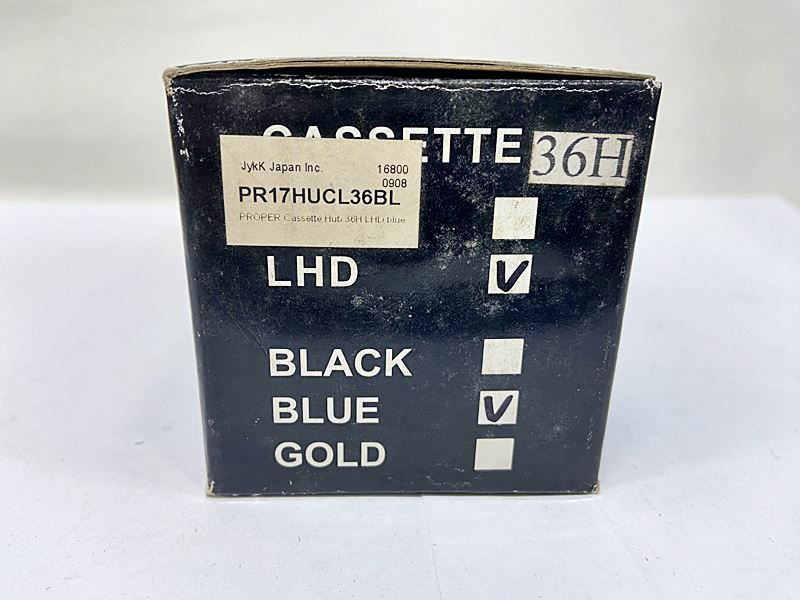 CASSETTE 36H
JykK Japan Inc. 16800
0908
PR17HUCL36BL
PROPER Cassette Hub 36H LHD blue
LHD V
BLACK
BLUE V
GOLD